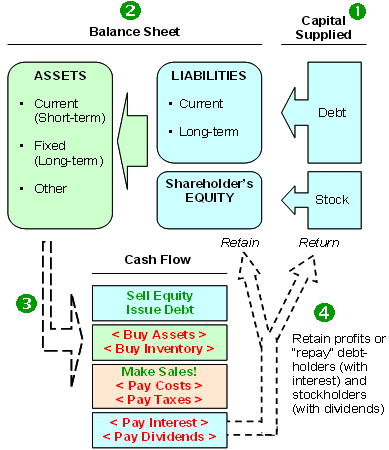 2
1
Balance Sheet
Capital
Supplied
ASSETS
• Current
(Short-term)
• Fixed
(Long-term)
• Other
LIABILITIES
• Current
• Long-term
Debt
Shareholder's
EQUITY
Stock
Retain
Return
Cash Flow
3
Sell Equity
Issue Debt
< Buy Assets >
< Buy Inventory >
Make Sales!
< Pay Costs >
< Pay Taxes >
< Pay Interest >
< Pay Dividends >
4
Retain profits or
"repay" debt-
holders (with
interest) and
stockholders
(with dividends)